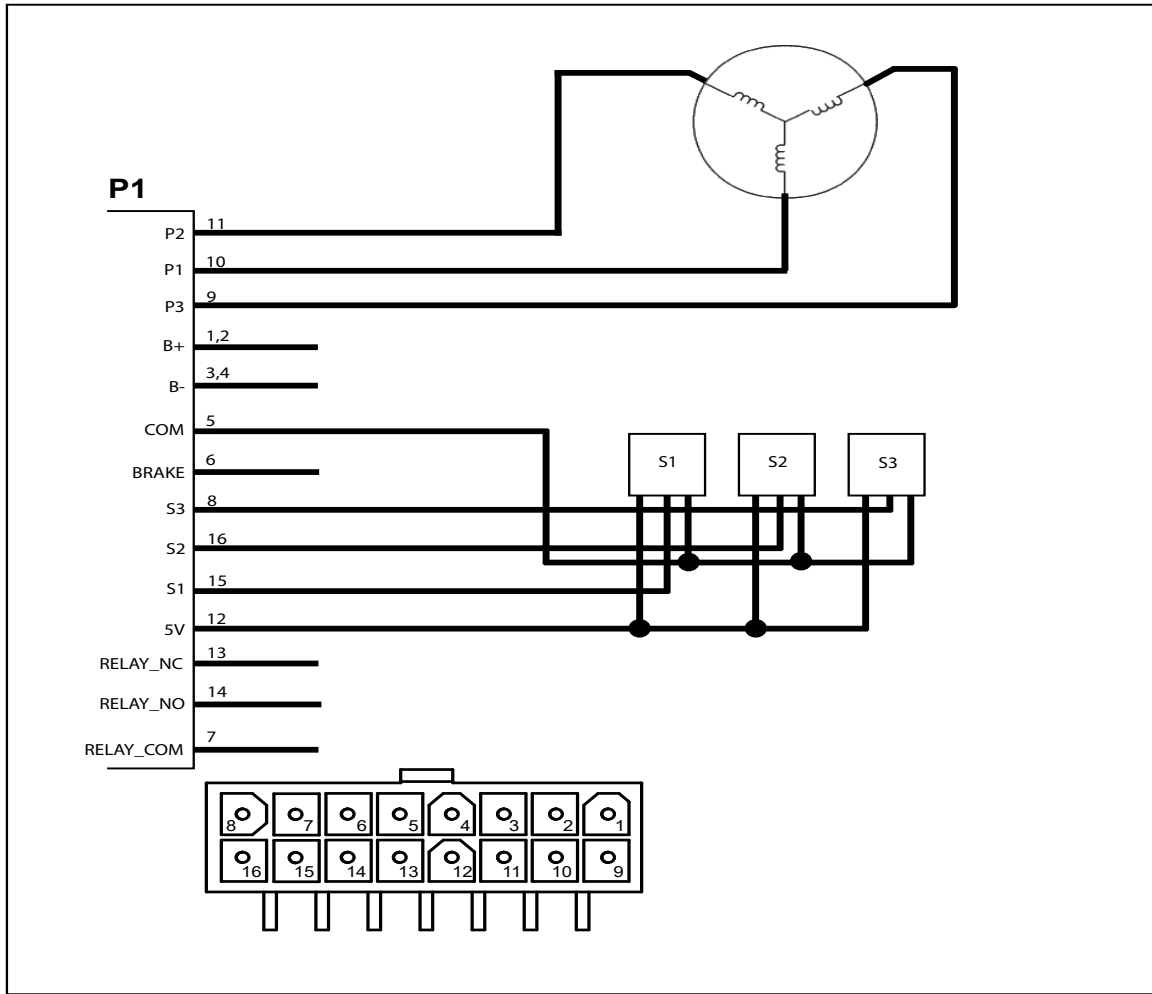 P1
P2 11
P1 10
P3 9
B+ 1,2
B- 3,4
COM 5
BRAKE 6
S3 8
S2 16
S1 15
5V 12
RELAY_NC 13
RELAY_NO 14
RELAY_COM 7
S1 S2 S3
8 7 6 5 4 3 2 1
16 15 14 13 12 11 10 9